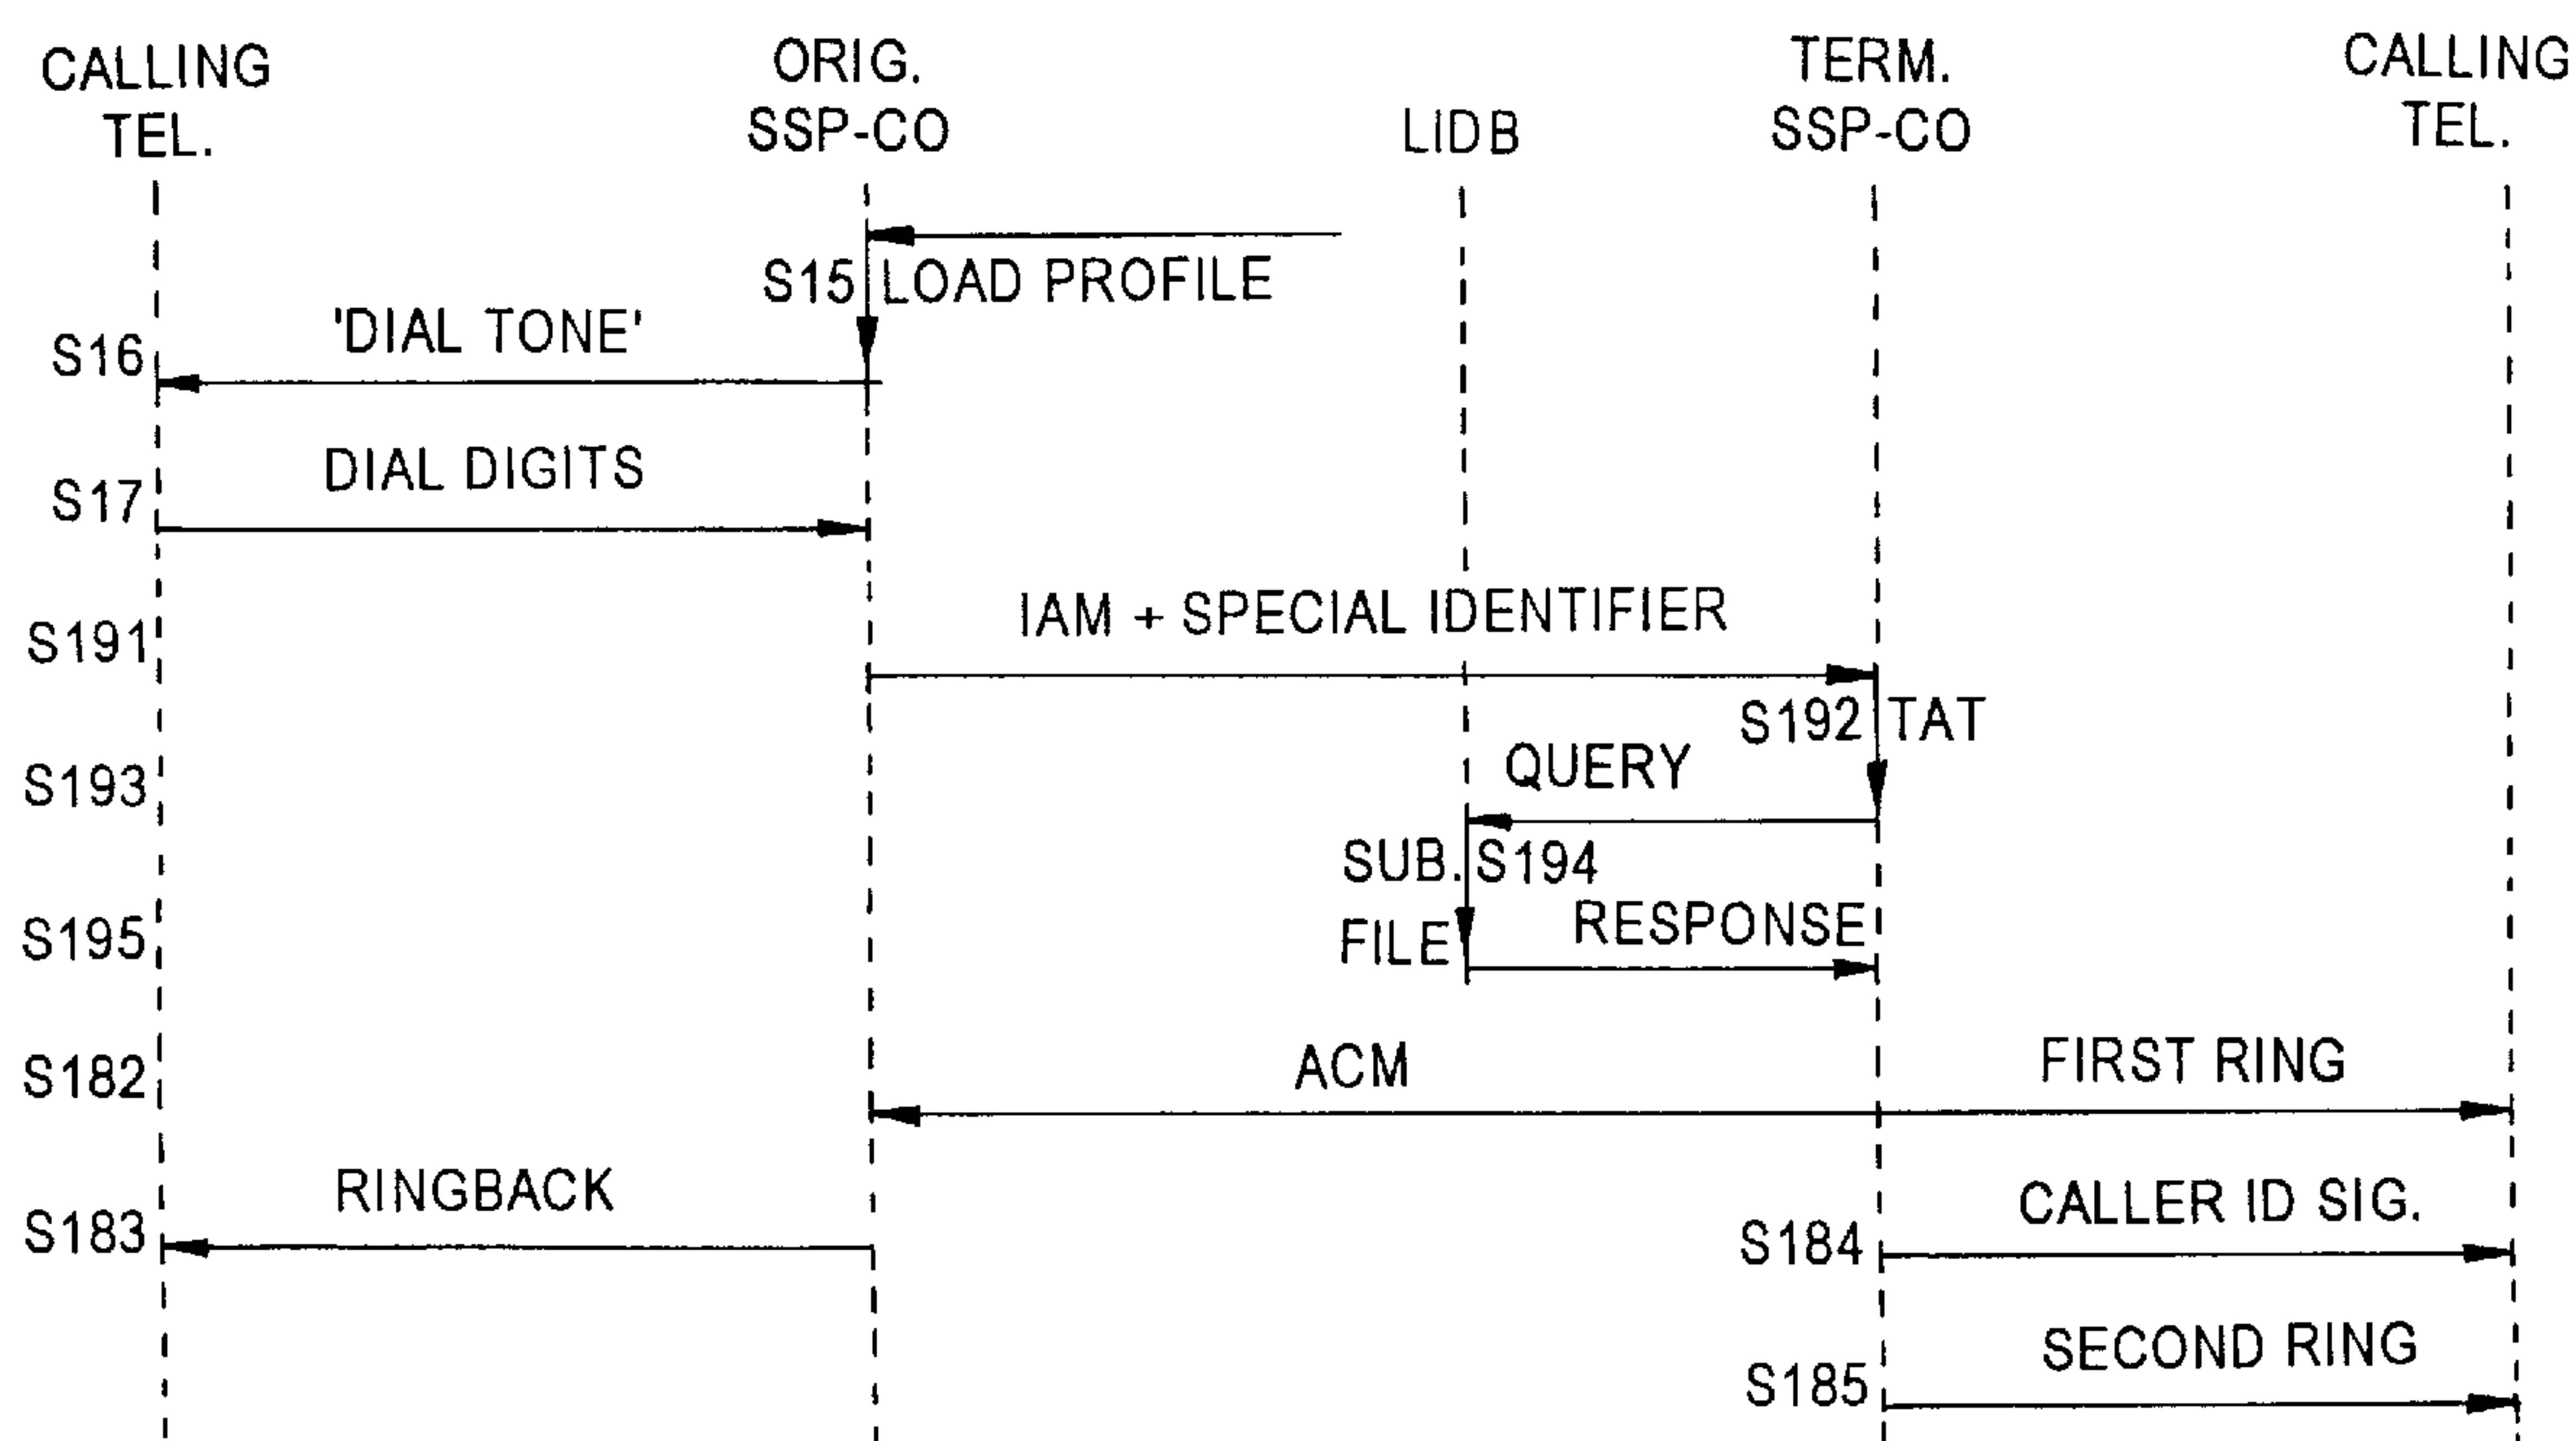 CALLING
TEL.
ORIG.
SSP-CO
LIDB
TERM.
SSP-CO
CALLING
TEL.
S15 LOAD PROFILE
S16 'DIAL TONE'
S17 DIAL DIGITS
S191 IAM + SPECIAL IDENTIFIER
S192 TAT
S193 QUERY
SUB. S194
FILE
S195 RESPONSE
S182 ACM FIRST RING
S183 RINGBACK
S184 CALLER ID SIG.
S185 SECOND RING